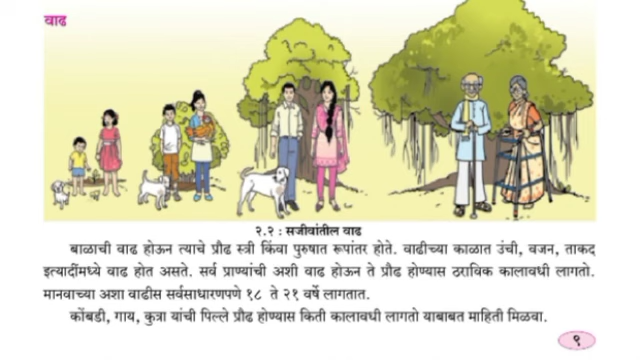 वाढ
२.२ : सजीवांतील वाढ
बाळाची वाढ होऊन त्याचे प्रौढ स्त्री किंवा पुरुषात रूपांतर होते. वाढीच्या काळात उंची, वजन, ताकद
इत्यादींमध्ये वाढ होत असते. सर्व प्राण्यांची अशी वाढ होऊन ते प्रौढ होण्यास ठराविक कालावधी लागतो.
मानवाच्या अशा वाढीस सर्वसाधारणपणे १८ ते २१ वर्षे लागतात.
कोंबडी, गाय, कुत्रा यांची पिल्ले प्रौढ होण्यास किती कालावधी लागतो याबाबत माहिती मिळवा.
९